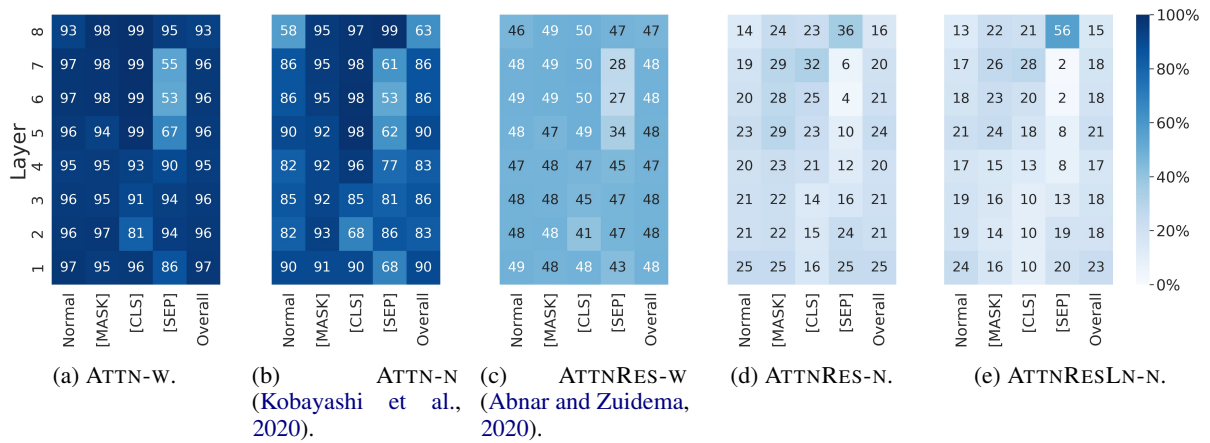 8 93 98 99 95 93 58 95 97 99 63 46 49 50 47 47 14 24 23 36 16 13 22 21 56 15 100%
7 97 98 99 55 96 86 95 98 61 86 48 49 50 28 48 19 29 32 6 20 17 26 28 2 18 80%
6 97 98 99 53 96 86 95 98 53 86 49 49 50 27 48 20 28 25 4 21 18 23 20 2 18 60%
5 96 94 99 67 96 90 92 98 62 90 48 47 49 34 48 23 29 23 10 24 21 24 18 8 21
4 95 95 93 90 95 82 92 96 77 83 47 48 47 45 47 20 23 21 12 20 17 15 13 8 17 40%
3 96 95 91 94 96 85 92 85 81 86 48 48 45 47 48 21 22 14 16 21 19 16 10 13 18
2 96 97 81 94 96 82 93 68 86 83 48 48 41 47 48 21 22 15 24 21 19 14 10 19 18 20%
1 97 95 96 86 97 90 91 90 68 90 49 48 48 43 48 25 25 16 25 25 24 16 10 20 23 0%
Layer
Normal [MASK] [CLS] [SEP] Overall Normal [MASK] [CLS] [SEP] Overall Normal [MASK] [CLS] [SEP] Overall Normal [MASK] [CLS] [SEP] Overall Normal [MASK] [CLS] [SEP] Overall
(a) ATTN-W.
(b) ATTN-N
(Kobayashi et al.,
2020).
(c) ATTNRES-W
(Abnar and Zuidema,
2020).
(d) ATTNRES-N.
(e) ATTNRESLN-N.